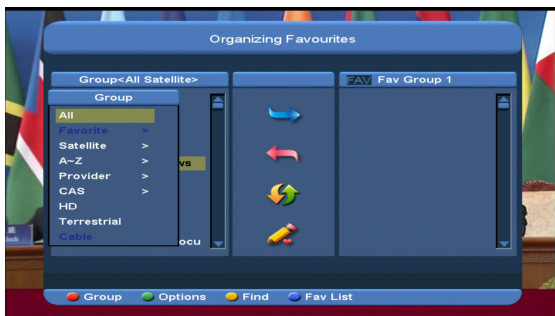 Organizing Favourites
Group<All Satellite>
FAV Fav Group 1
Group
All
Favorite >
Satellite >
A~Z >
Provider >
CAS >
HD
Terrestrial
Cable
vs
ocu
Group Options Find Fav List